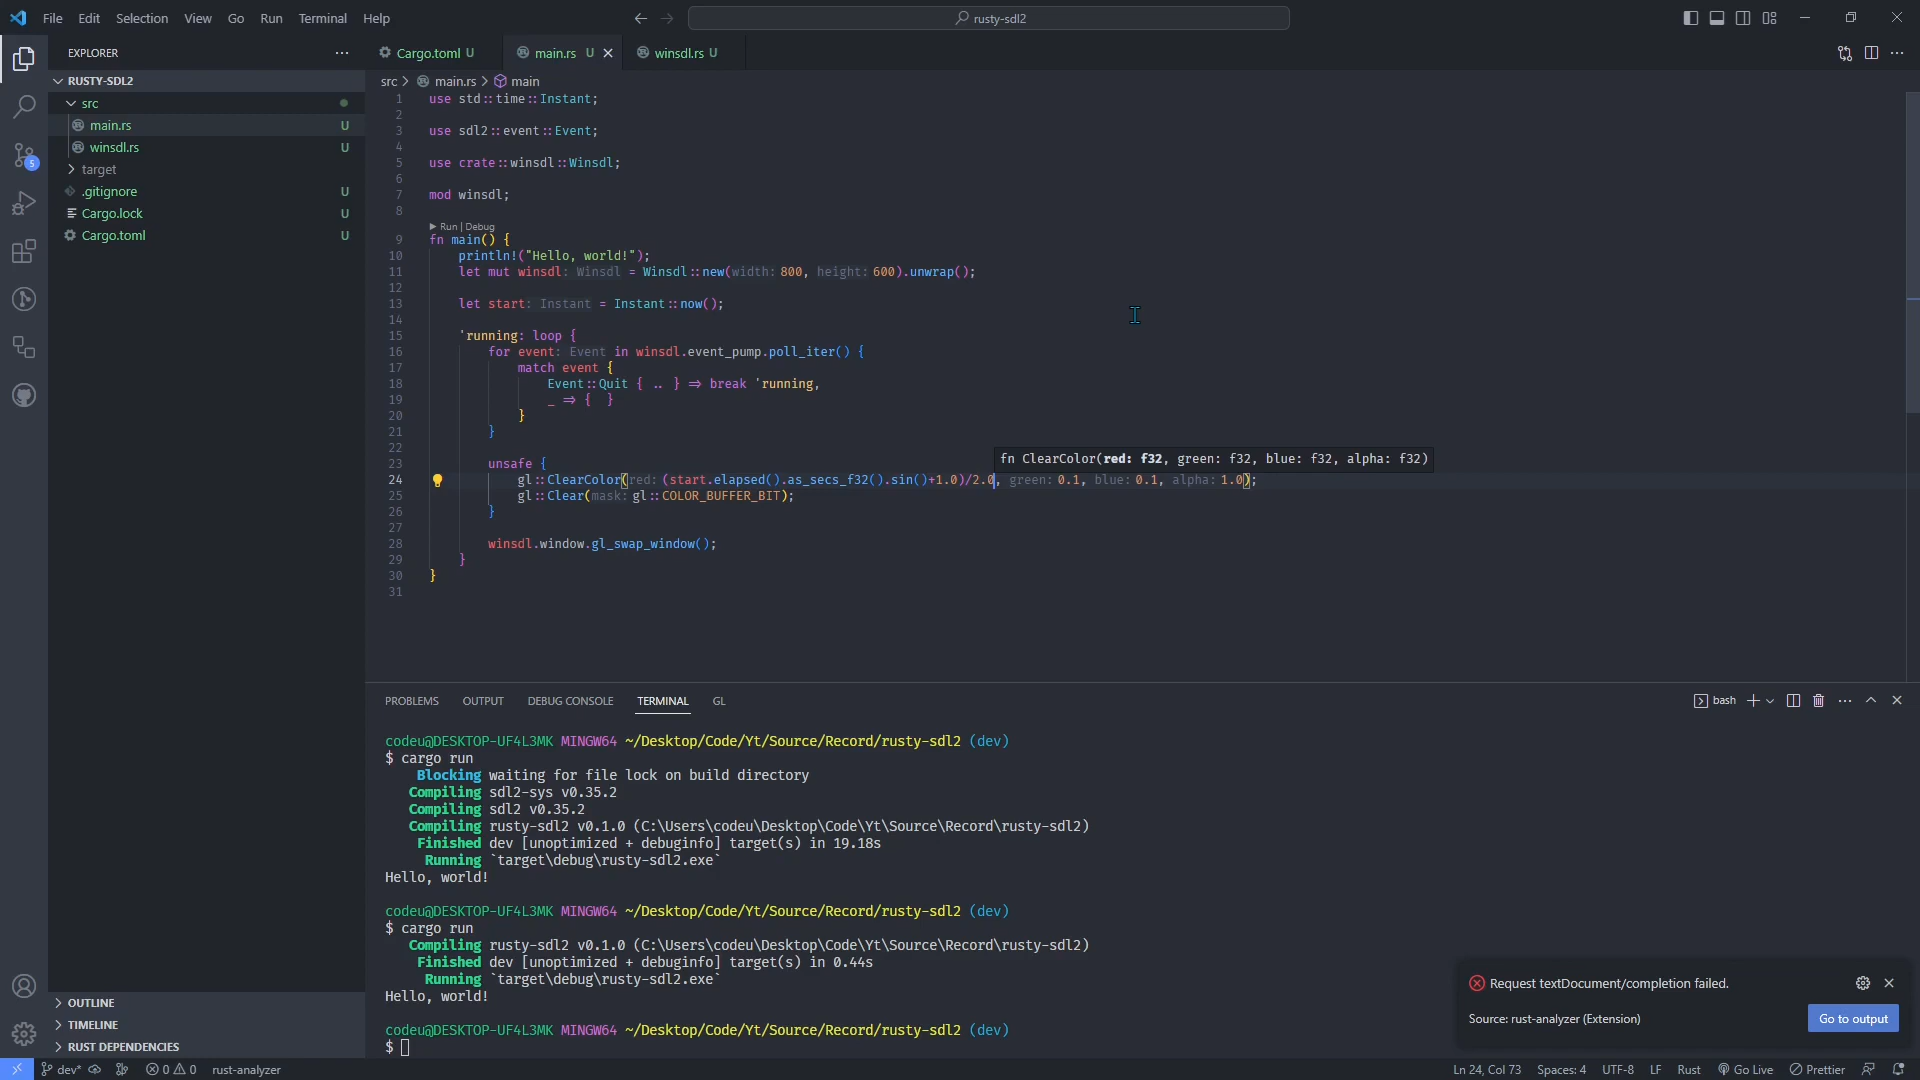 File Edit Selection View Go Run Terminal Help
rusty-sdl2
EXPLORER
RUSTY-SDL2
src
main.rs U
winsdl.rs U
target
.gitignore U
Cargo.lock U
Cargo.toml U
OUTLINE
TIMELINE
RUST DEPENDENCIES
5
Cargo.toml U main.rs U winsdl.rs U
src > main.rs > main
1 use std::time::Instant;
2
3 use sdl2::event::Event;
4
5 use crate::winsdl::Winsdl;
6
7 mod winsdl;
8
Run | Debug
9 fn main() {
10 println!("Hello, world!");
11 let mut winsdl: Winsdl = Winsdl::new(width: 800, height: 600).unwrap();
12
13 let start: Instant = Instant::now();
14
15 'running: loop {
16 for event: Event in winsdl.event_pump.poll_iter() {
17 match event {
18 Event::Quit { .. } => break 'running,
19 _ => { }
20 }
21 }
22
23 unsafe {
fn ClearColor(red: f32, green: f32, blue: f32, alpha: f32)
24 gl::ClearColor(red: (start.elapsed().as_secs_f32().sin()+1.0)/2.0, green: 0.1, blue: 0.1, alpha: 1.0);
25 gl::Clear(mask: gl::COLOR_BUFFER_BIT);
26 }
27
28 winsdl.window.gl_swap_window();
29 }
30 }
31
PROBLEMS OUTPUT DEBUG CONSOLE TERMINAL GL
bash
codeu@DESKTOP-UF4L3MK MINGW64 ~/Desktop/Code/Yt/Source/Record/rusty-sdl2 (dev)
$ cargo run
Blocking waiting for file lock on build directory
Compiling sdl2-sys v0.35.2
Compiling sdl2 v0.35.2
Compiling rusty-sdl2 v0.1.0 (C:\Users\codeu\Desktop\Code\Yt\Source\Record\rusty-sdl2)
Finished dev [unoptimized + debuginfo] target(s) in 19.18s
Running `target\debug\rusty-sdl2.exe`
Hello, world!
codeu@DESKTOP-UF4L3MK MINGW64 ~/Desktop/Code/Yt/Source/Record/rusty-sdl2 (dev)
$ cargo run
Compiling rusty-sdl2 v0.1.0 (C:\Users\codeu\Desktop\Code\Yt\Source\Record\rusty-sdl2)
Finished dev [unoptimized + debuginfo] target(s) in 0.44s
Running `target\debug\rusty-sdl2.exe`
Hello, world!
codeu@DESKTOP-UF4L3MK MINGW64 ~/Desktop/Code/Yt/Source/Record/rusty-sdl2 (dev)
$
Request textDocument/completion failed.
Source: rust-analyzer (Extension)
Go to output
dev* 0 0 rust-analyzer
Ln 24, Col 73 Spaces: 4 UTF-8 LF Rust Go Live Prettier